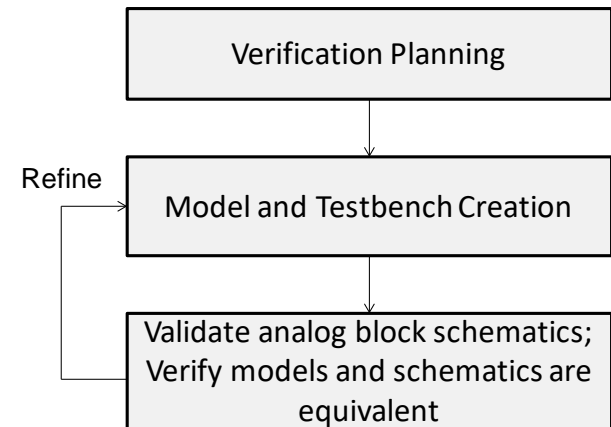 Verification Planning
Refine
Model and Testbench Creation
Validate analog block schematics;
Verify models and schematics are
equivalent